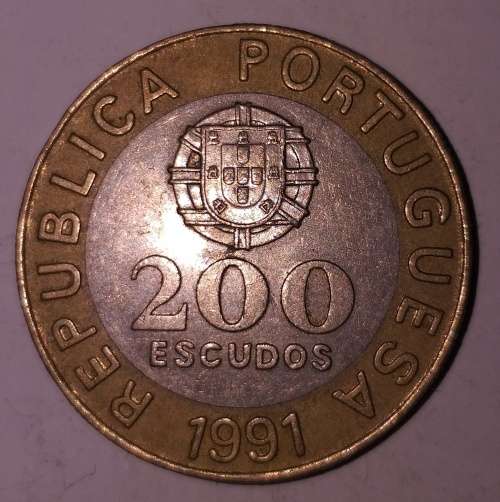 REPUBLICA PORTUGUESA
200
ESCUDOS
1991